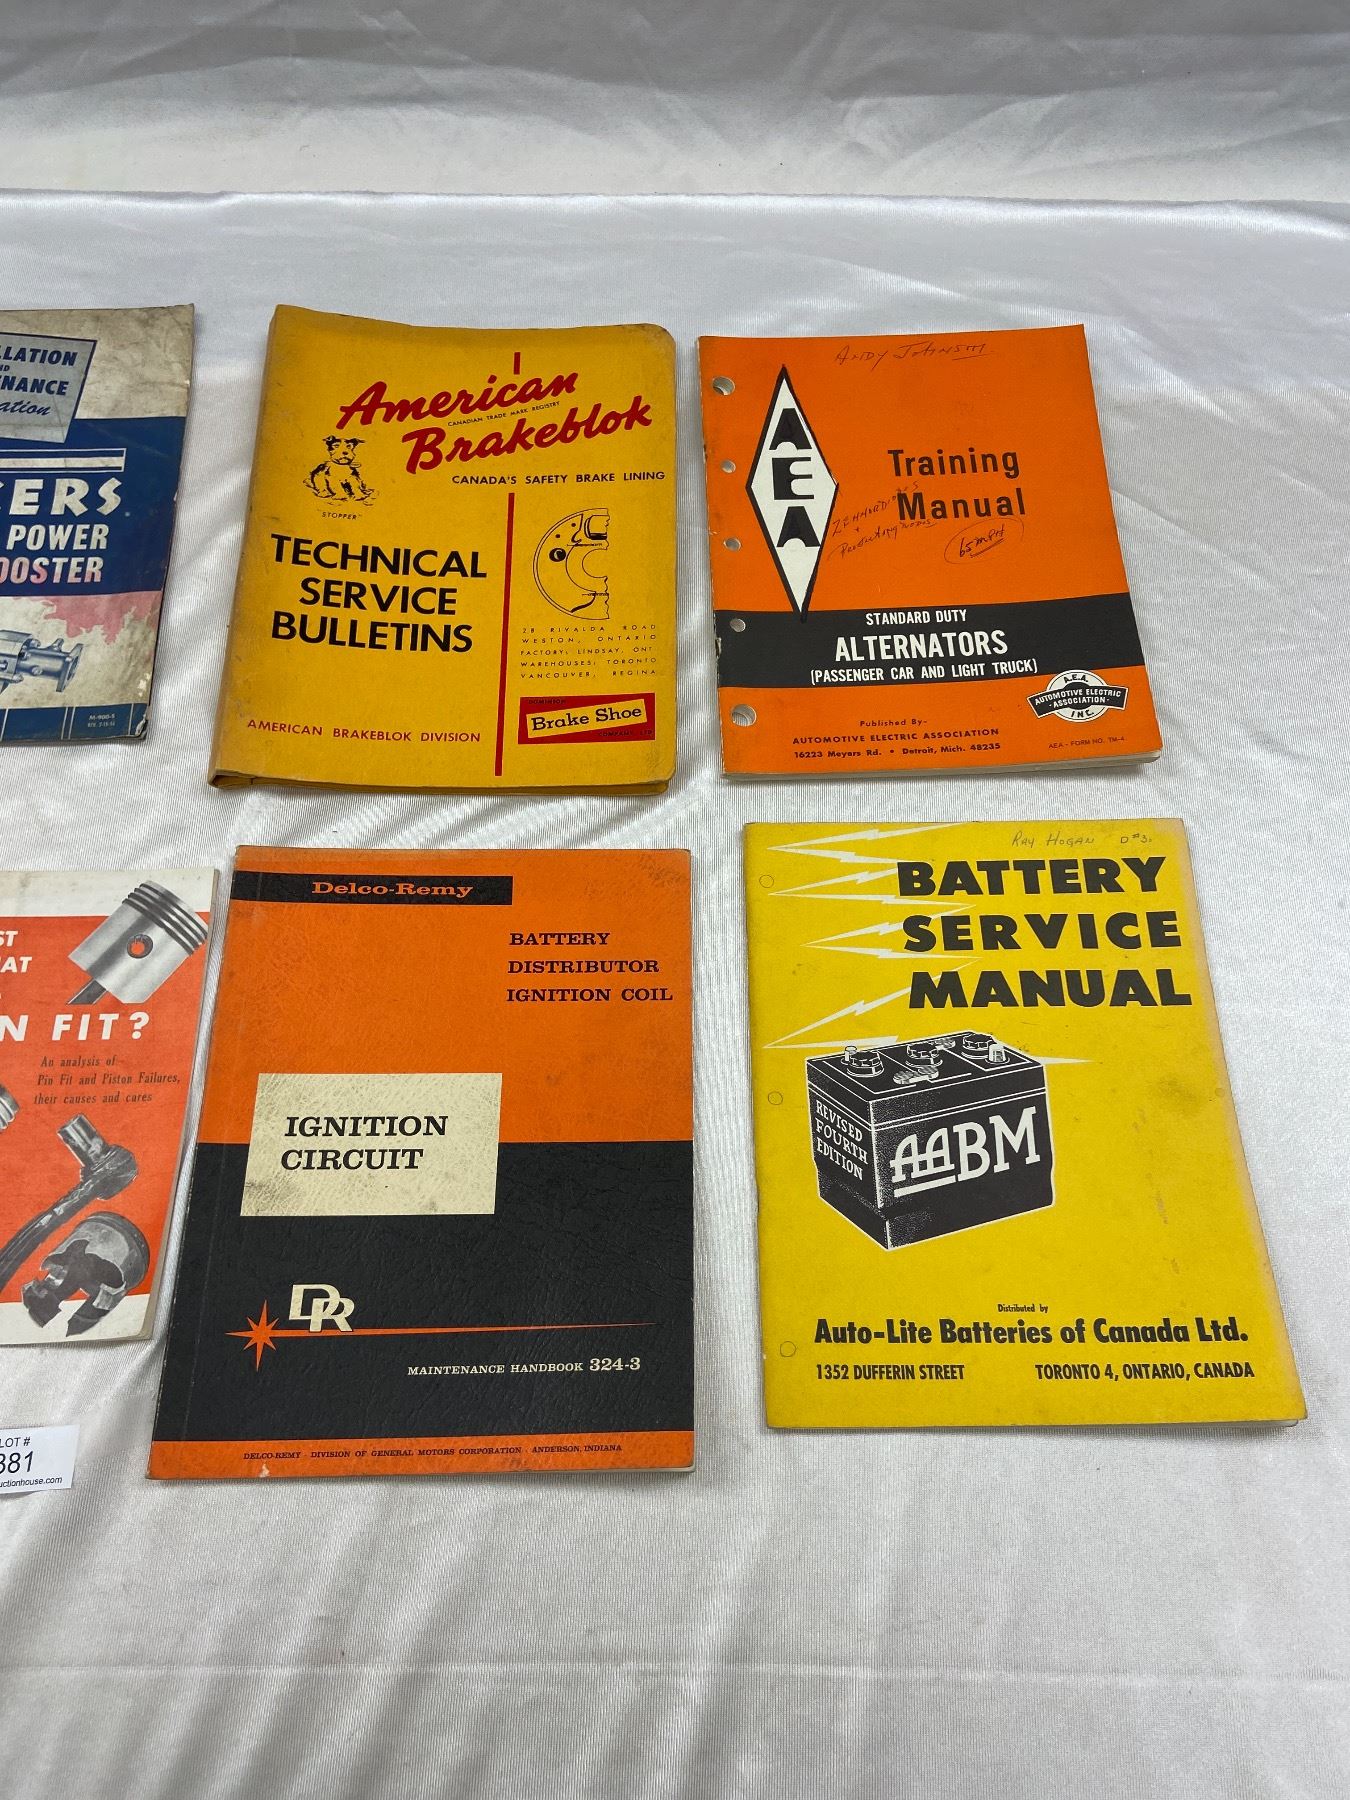 LLATION
NANCE
ation
ERS
POWER
OOSTER
M-900-S
American
CANADIAN TRADE MARK REGISTRY
Brakeblok
CANADA'S SAFETY BRAKE LINING
"STOPPER"
TECHNICAL
SERVICE
BULLETINS
28 RIVALDA ROAD
WESTON, ONTARIO
FACTORY: LINDSAY, ONT.
WAREHOUSES: TORONTO
VANCOUVER, REGINA
DOMINION
Brake Shoe
COMPANY, LTD
AMERICAN BRAKEBLOK DIVISION
ANDY JOHNSTN
AEA
Training
Manual
65 MPH
STANDARD DUTY
ALTERNATORS
(PASSENGER CAR AND LIGHT TRUCK)
A.E.A.
AUTOMOTIVE ELECTRIC
-ASSOCIATION-
INC.
Published By-
AUTOMOTIVE ELECTRIC ASSOCIATION
16223 Meyers Rd. • Detroit, Mich. 48235
AEA - FORM NO. TM-4
ST
AT
N FIT?
An analysis of
Pin Fit and Piston Failures,
their causes and cures
LOT #
381
uctionhouse.com
Delco-Remy
BATTERY
DISTRIBUTOR
IGNITION COIL
IGNITION
CIRCUIT
DR
MAINTENANCE HANDBOOK 324-3
DELCO-REMY - DIVISION OF GENERAL MOTORS CORPORATION - ANDERSON, INDIANA
RAY HOGAN D#3
BATTERY
SERVICE
MANUAL
REVISED
FOURTH
EDITION
AABM
Distributed by
Auto-Lite Batteries of Canada Ltd.
1352 DUFFERIN STREET TORONTO 4, ONTARIO, CANADA